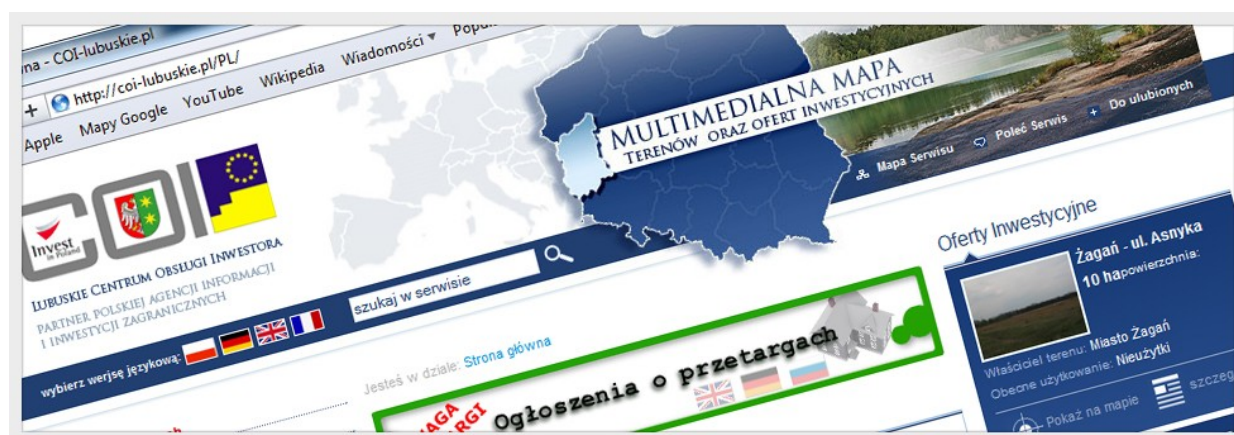 na - COI-lubuskie.pl
http://coi-lubuskie.pl/PL/
Apple Mapy Google YouTube Wikipedia Wiadomości
COI
Invest
in Poland
LUBUSKIE CENTRUM OBSŁUGI INWESTORA
PARTNER POLSKIEJ AGENCJI INFORMACJI
I INWESTYCJI ZAGRANICZNYCH
wybierz werjsę językową:
szukaj w serwisie
MULTIMEDIALNA MAPA
TERENÓW ORAZ OFERT INWESTYCYJNYCH
Mapa Serwisu Poleć Serwis Do ulubionych
Jesteś w dziale: Strona główna
Ogłoszenia o przetargach
Oferty Inwestycyjne
Żagań - ul. Asnyka
10 ha powierzchnia:
Właściciel terenu: Miasto Żagań
Obecne użytkowanie: Nieużytki
Pokaż na mapie